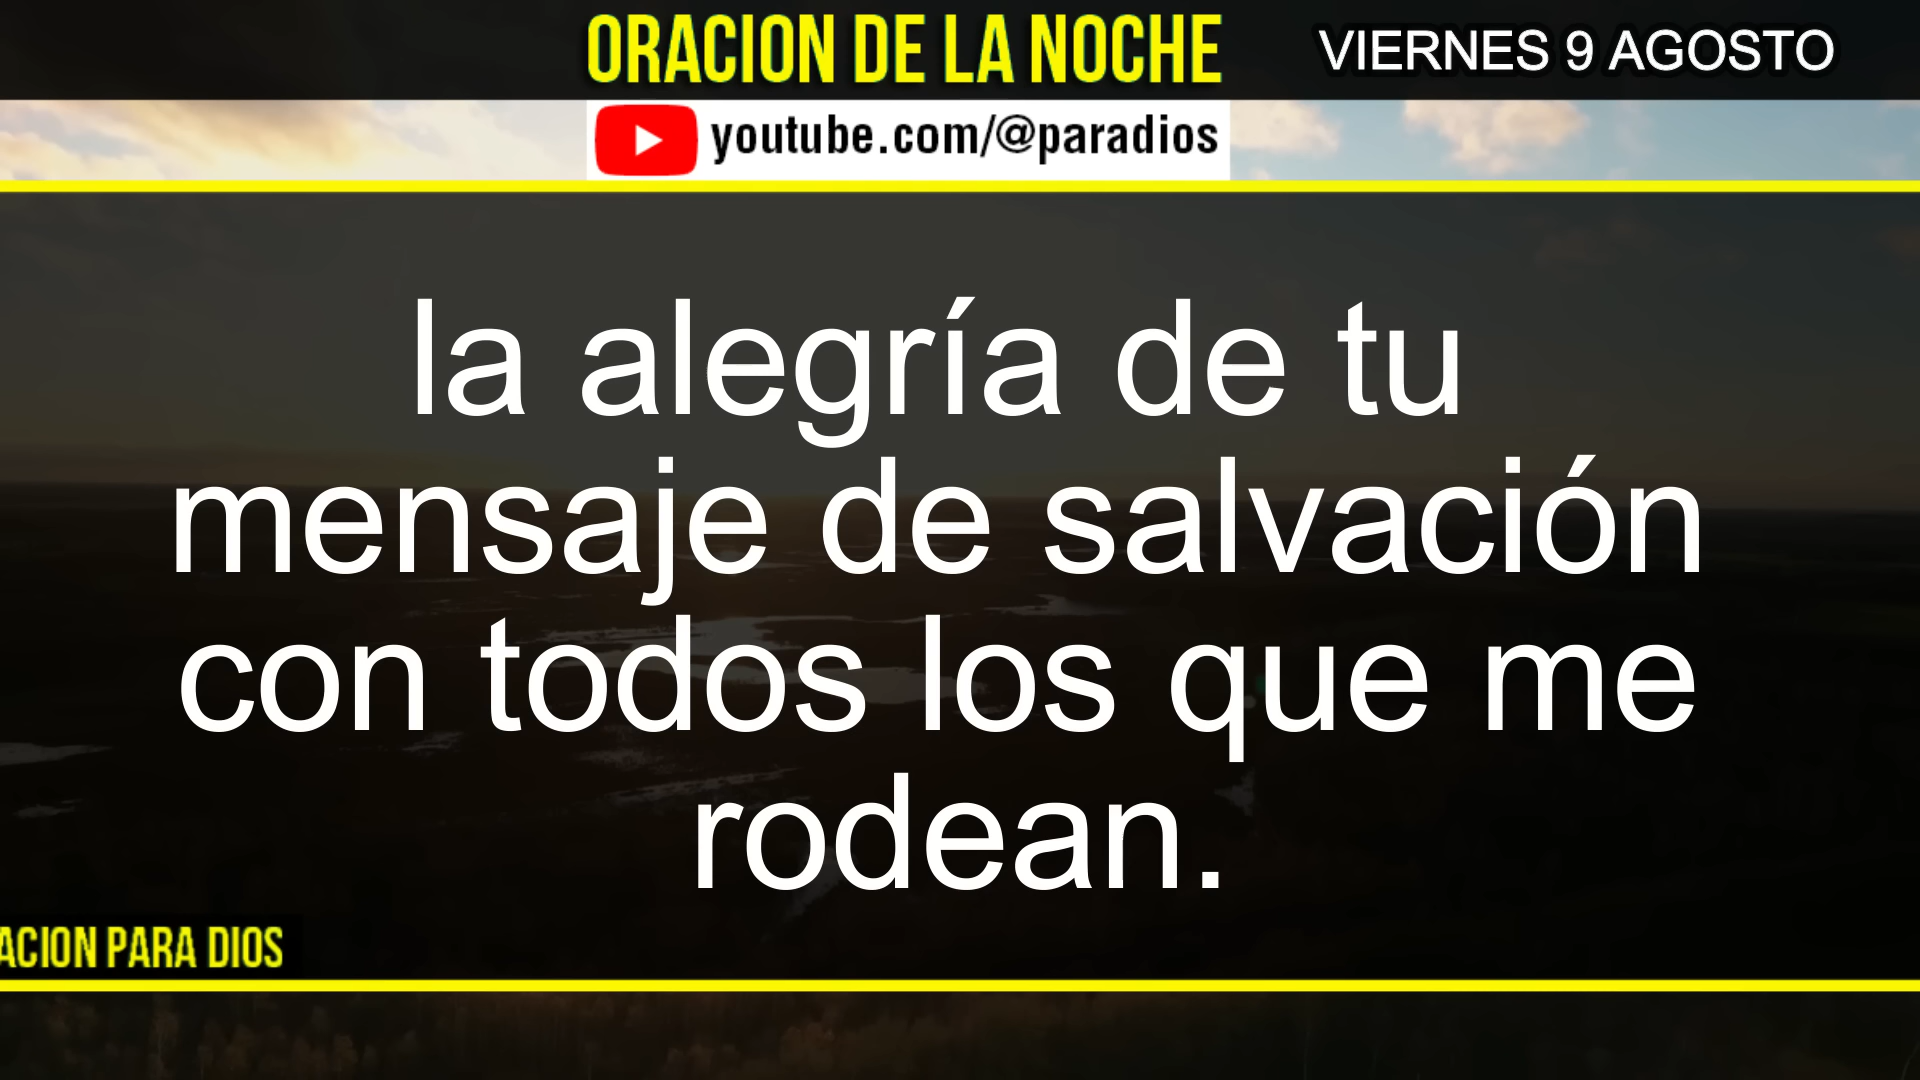 ORACION DE LA NOCHE
VIERNES 9 AGOSTO
youtube.com/@paradios
la alegría de tu
mensaje de salvación
con todos los que me
rodean.
ACION PARA DIOS